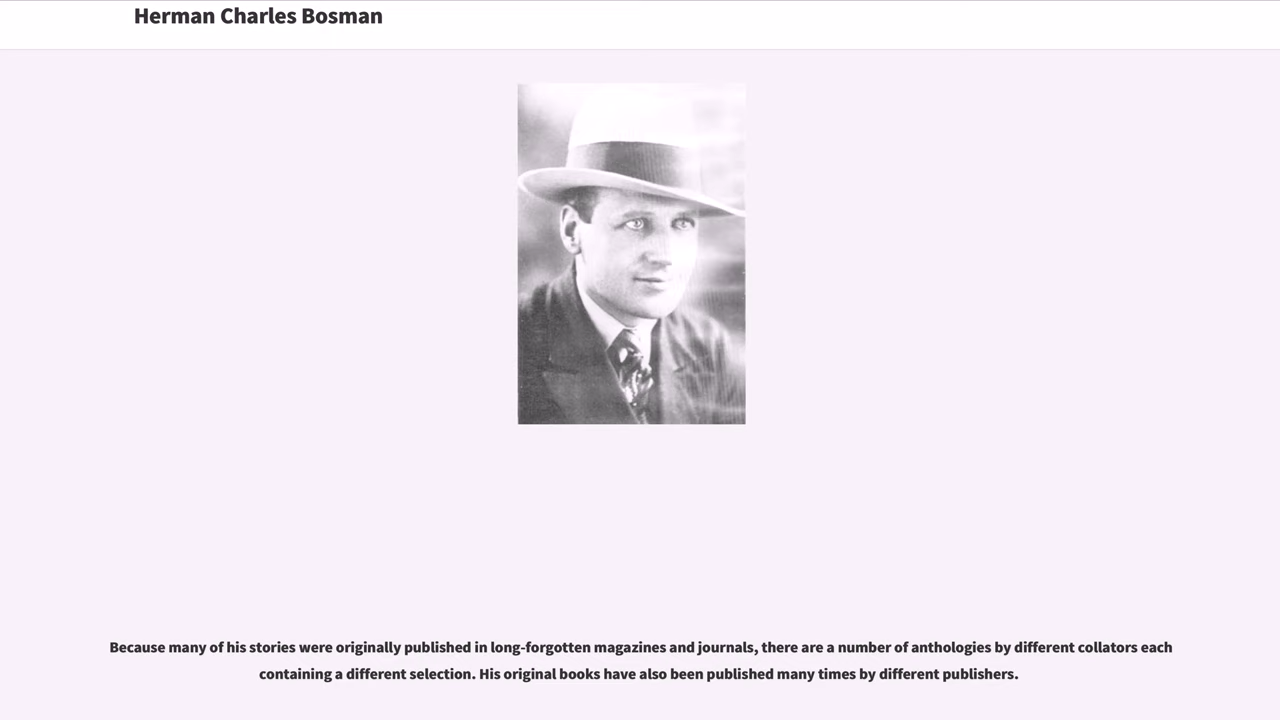 Herman Charles Bosman
Because many of his stories were originally published in long-forgotten magazines and journals, there are a number of anthologies by different collators each
containing a different selection. His original books have also been published many times by different publishers.